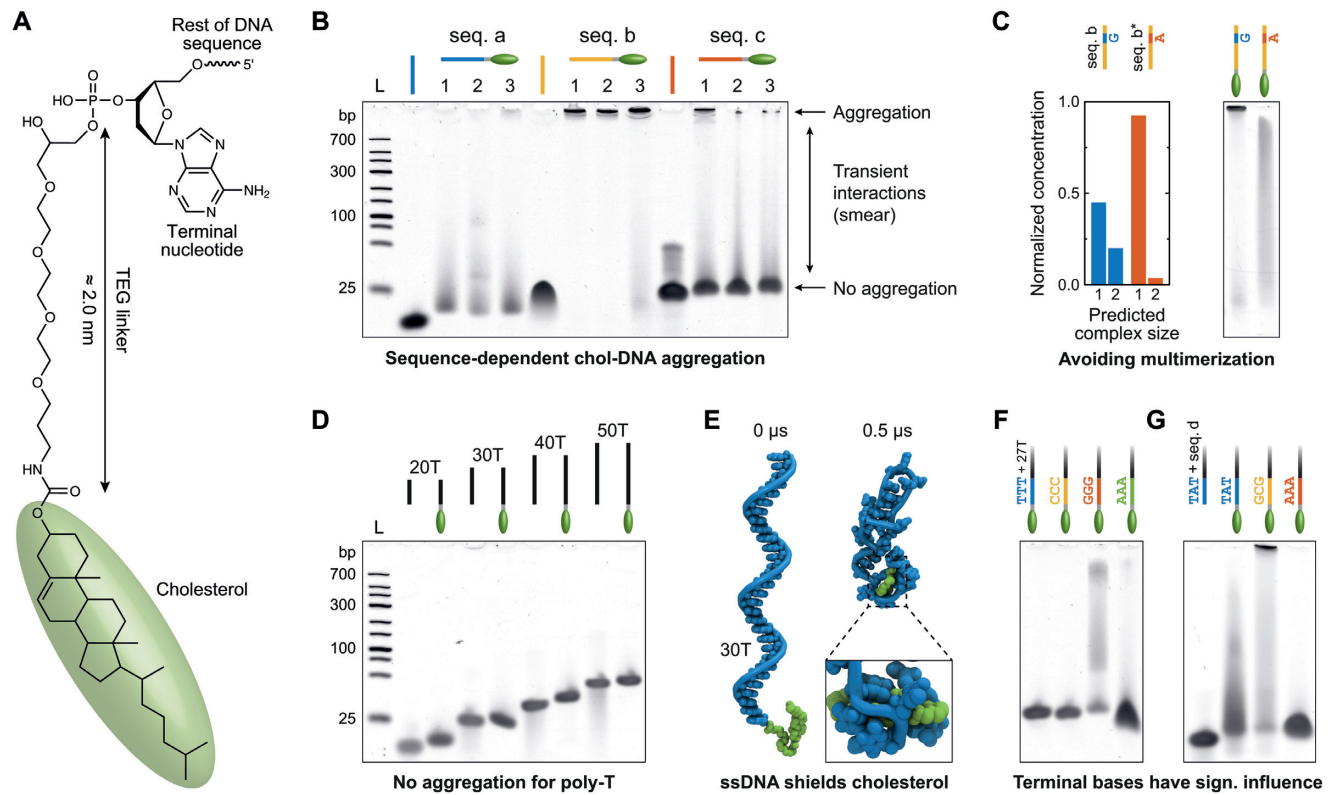 A
Rest of DNA
sequence
O
5'
O
HO
P
O
O
O
HO
N
N
N
N
NH₂
Terminal
nucleotide
O
O
O
O
O
TEG linker
≈ 2.0 nm
NH
O
O
Cholesterol
B
seq. a
seq. b
seq. c
L
1
2
3
1
2
3
1
2
3
bp
700
300
100
25
Aggregation
Transient
interactions
(smear)
No aggregation
Sequence-dependent chol-DNA aggregation
C
seq. b
G
seq. b*
A
G
A
Normalized concentration
1.0
0.5
0.0
1
2
1
2
Predicted
complex size
Avoiding multimerization
D
20T
30T
40T
50T
L
bp
700
300
100
25
No aggregation for poly-T
E
0 µs
0.5 µs
30T
ssDNA shields cholesterol
F
TTT + 27T
CCC
GGG
AAA
G
TAT + seq. d
TAT
GCG
AAA
Terminal bases have sign. influence